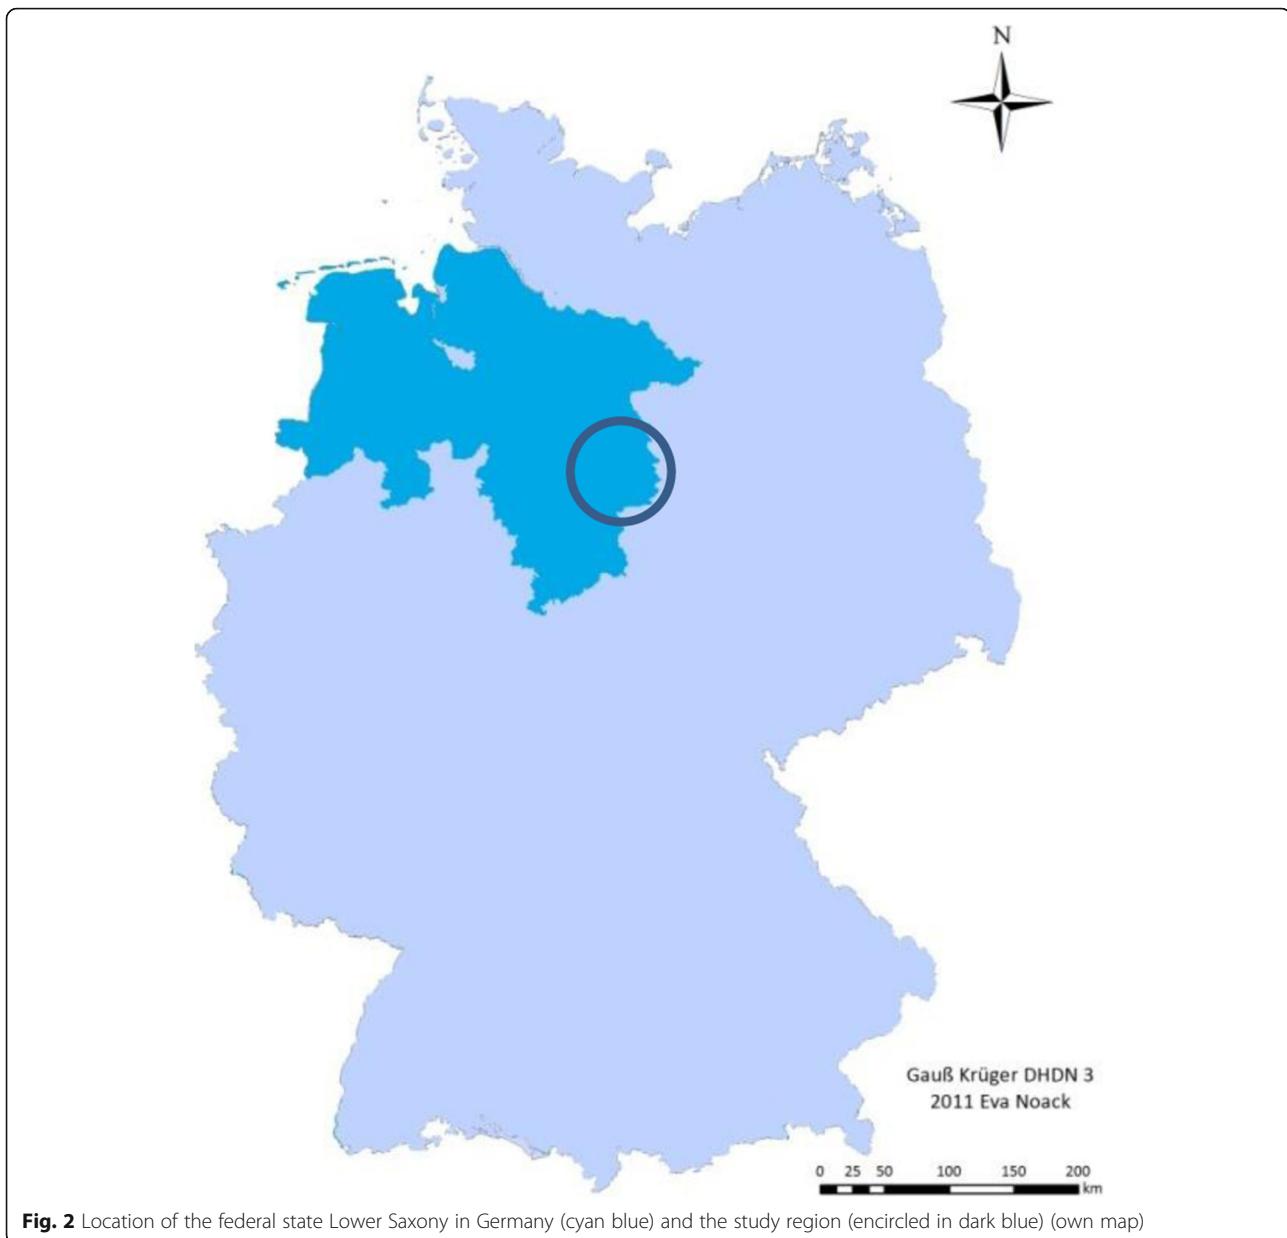 N
Gauß Krüger DHDN 3
2011 Eva Noack
0 25 50 100 150 200
km
Fig. 2 Location of the federal state Lower Saxony in Germany (cyan blue) and the study region (encircled in dark blue) (own map)